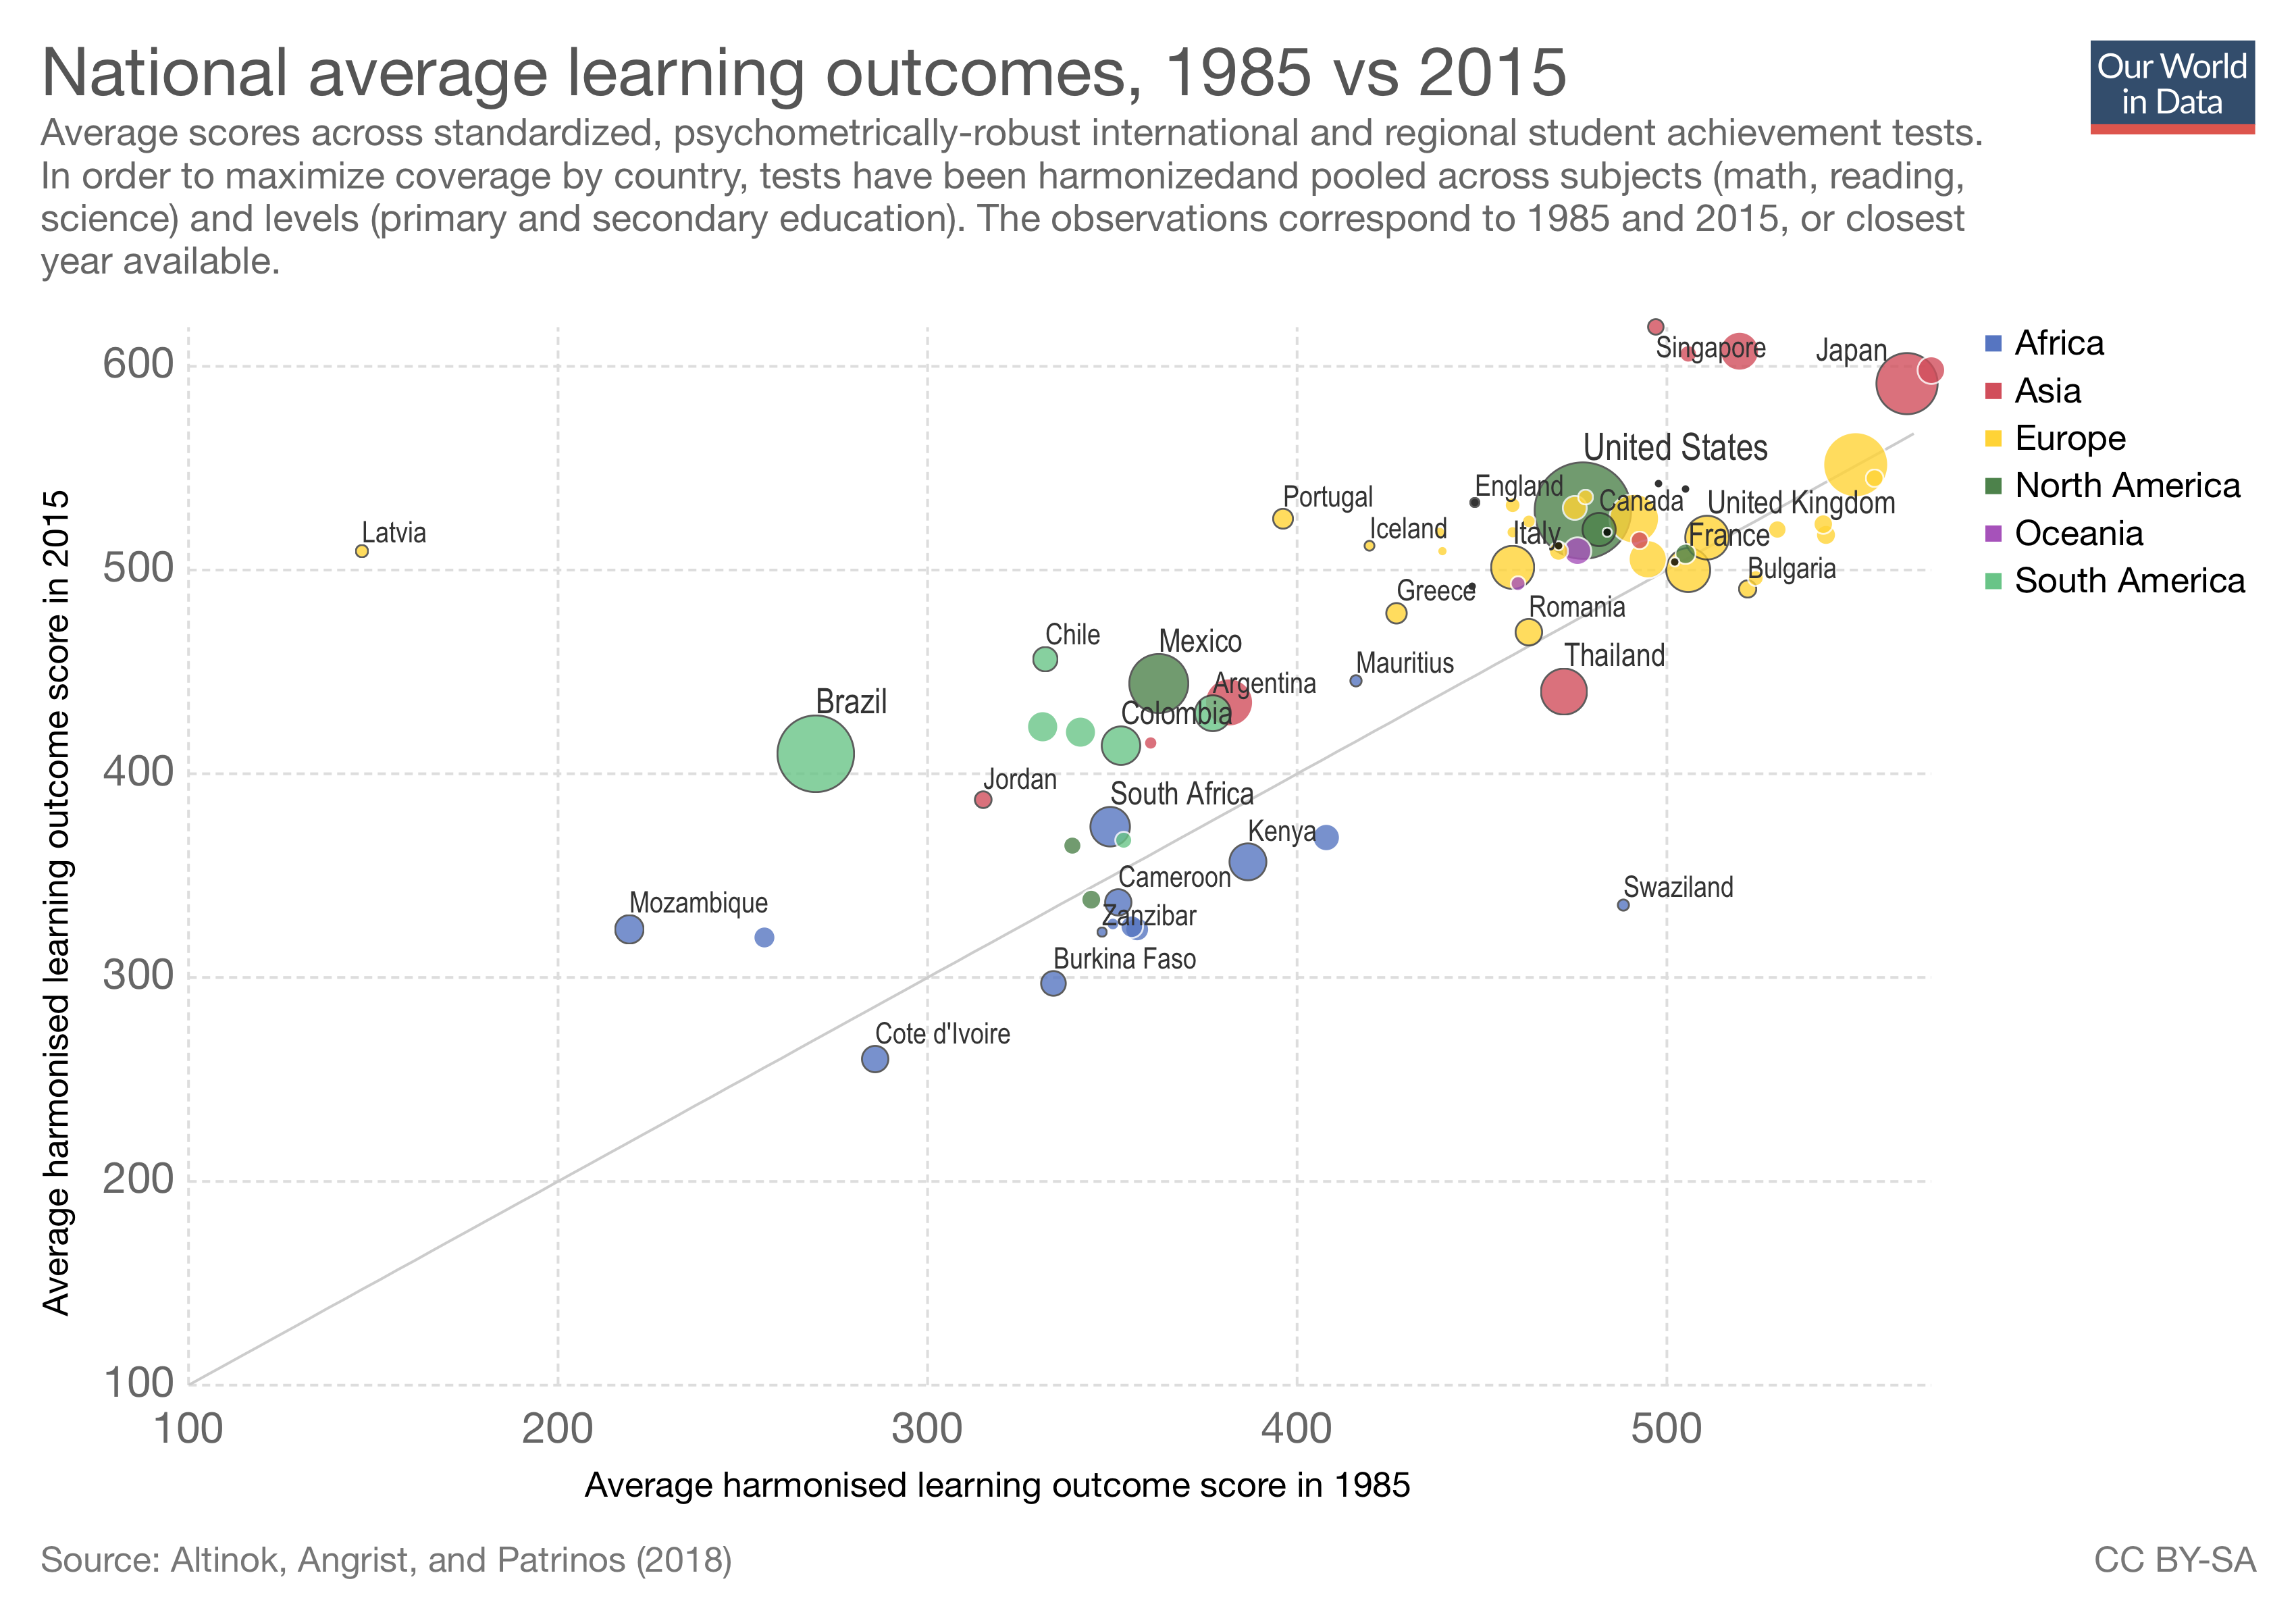 National average learning outcomes, 1985 vs 2015
Our World
in Data
Average scores across standardized, psychometrically-robust international and regional student achievement tests.
In order to maximize coverage by country, tests have been harmonizedand pooled across subjects (math, reading,
science) and levels (primary and secondary education). The observations correspond to 1985 and 2015, or closest
year available.
Average harmonised learning outcome score in 2015
600
500
400
300
200
100
Singapore
Japan
United States
Portugal
England
Canada
United Kingdom
Latvia
Iceland
Italy
France
Bulgaria
Greece
Romania
Chile
Mexico
Mauritius
Thailand
Brazil
Argentina
Colombia
Jordan
South Africa
Kenya
Cameroon
Swaziland
Mozambique
Zanzibar
Burkina Faso
Cote d'Ivoire
Africa
Asia
Europe
North America
Oceania
South America
100
200
300
400
500
Average harmonised learning outcome score in 1985
Source: Altinok, Angrist, and Patrinos (2018)
CC BY-SA